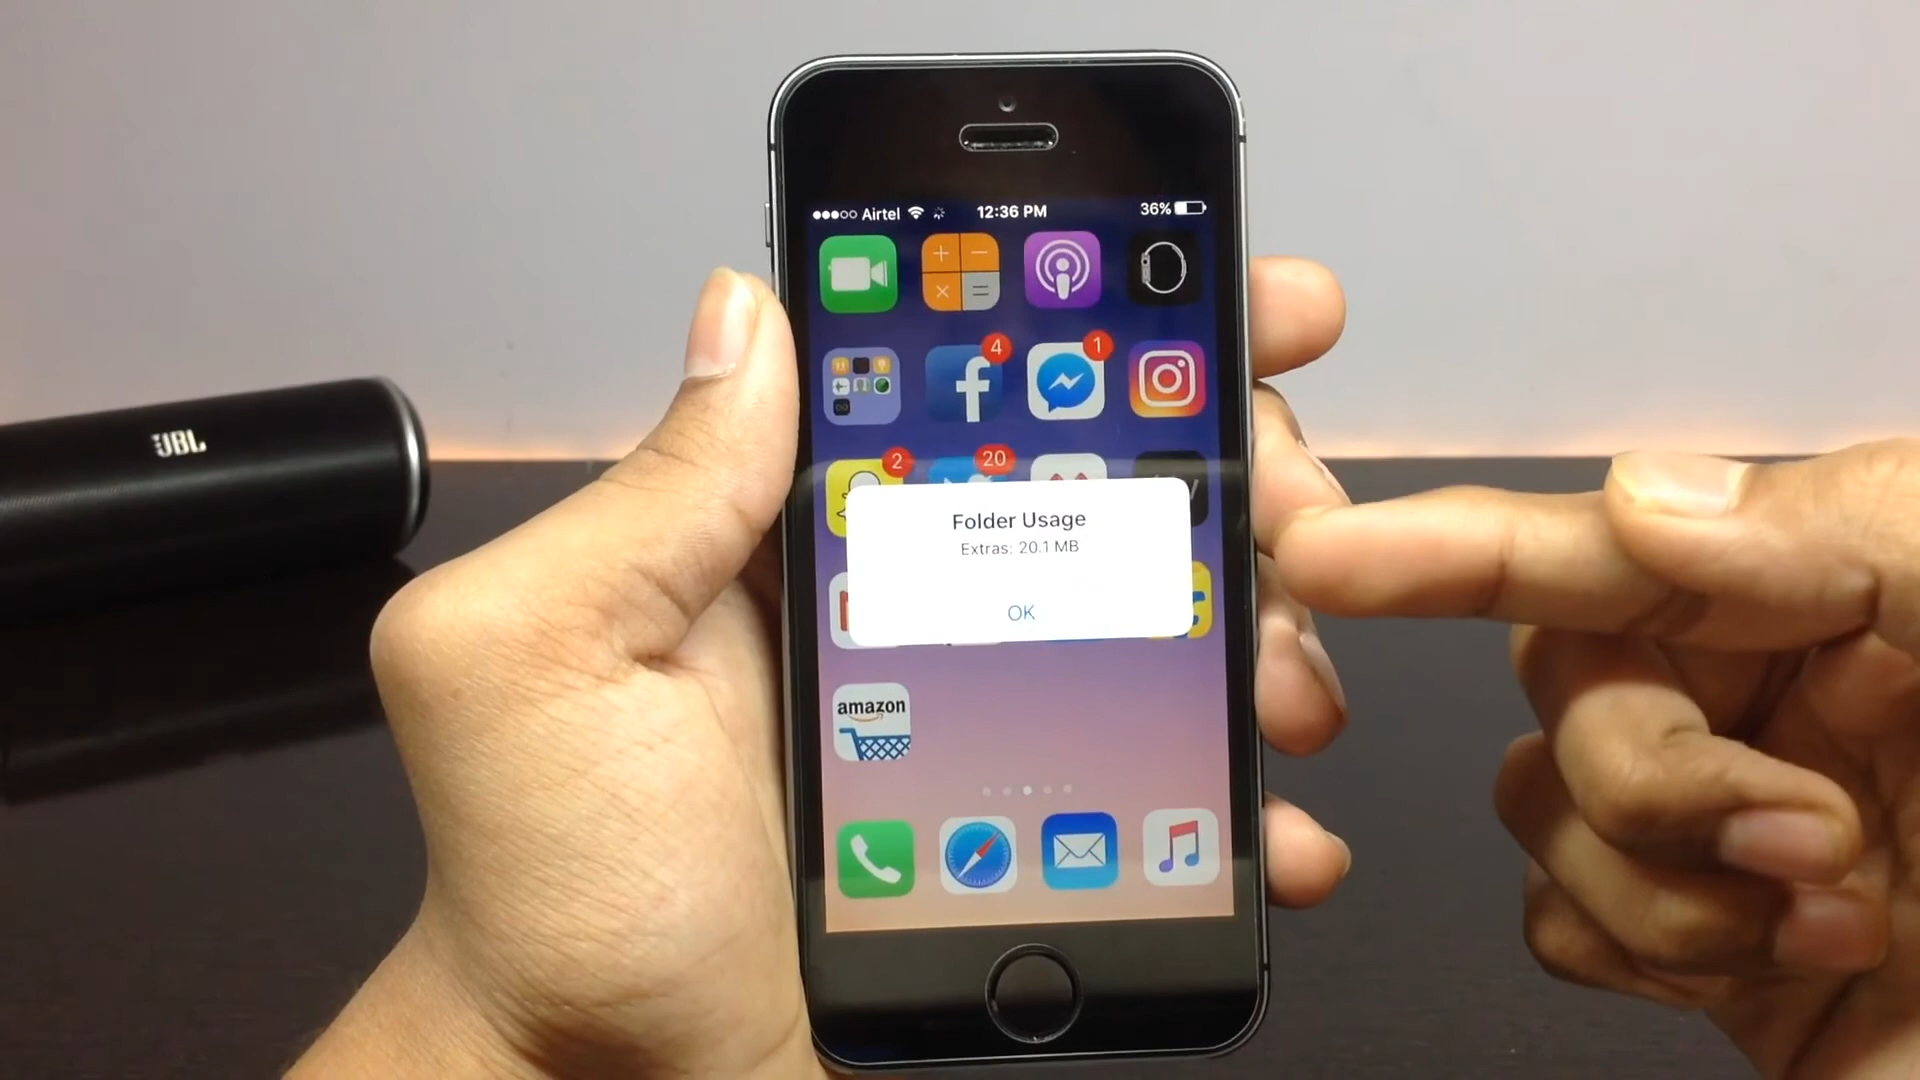 Airtel 12:36 PM 36%
4 1
2 20
Folder Usage
Extras: 20.1 MB
OK
amazon
JBL